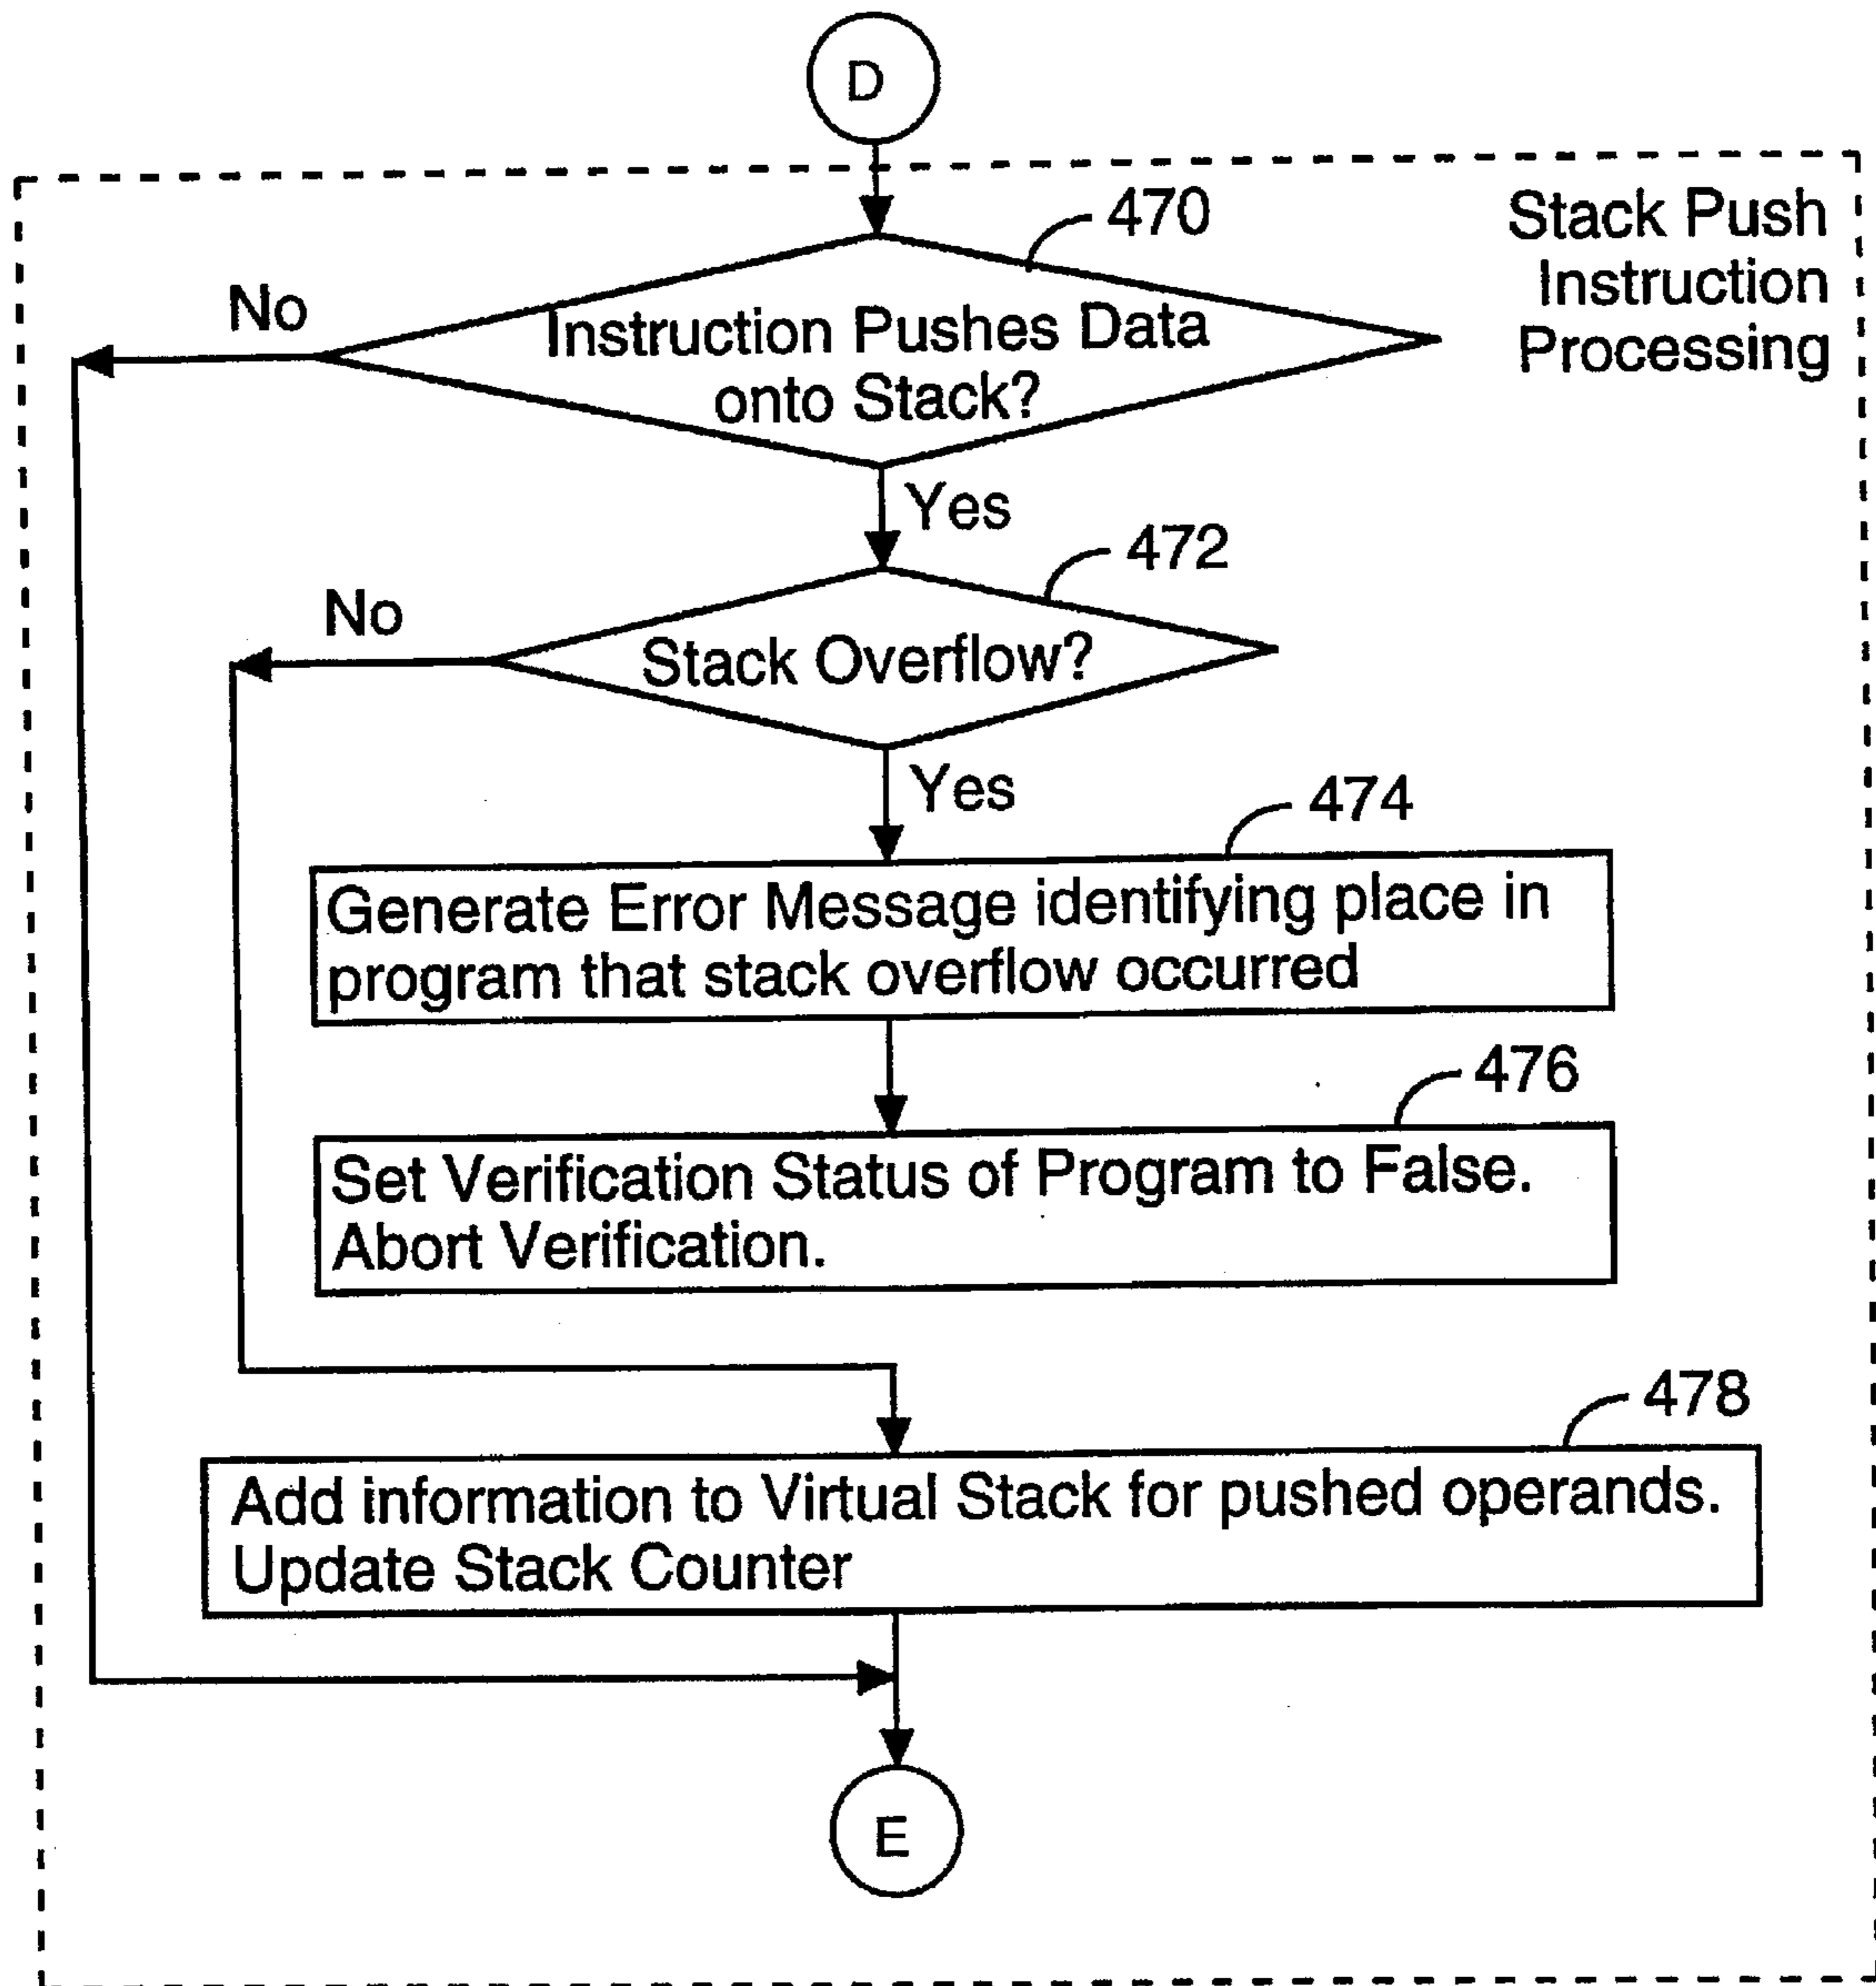 D
470
Stack Push
Instruction
Processing
No
Instruction Pushes Data
onto Stack?
Yes
472
No
Stack Overflow?
Yes
474
Generate Error Message identifying place in
program that stack overflow occurred
476
Set Verification Status of Program to False.
Abort Verification.
478
Add information to Virtual Stack for pushed operands.
Update Stack Counter
E